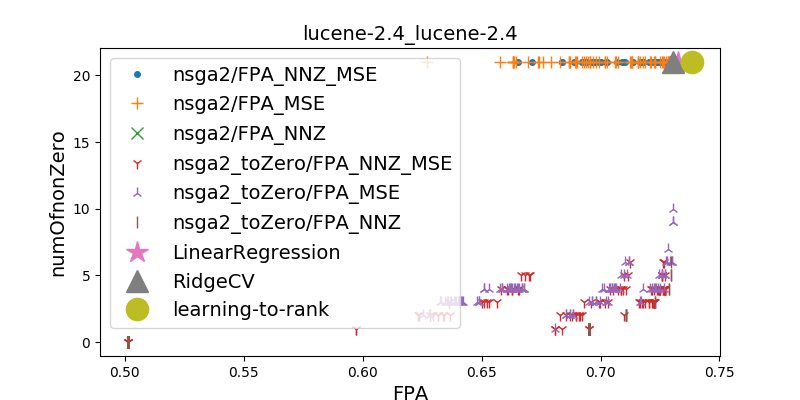 lucene-2.4_lucene-2.4
numOfnonZero
20
15
10
5
0
nsga2/FPA_NNZ_MSE
nsga2/FPA_MSE
nsga2/FPA_NNZ
nsga2_toZero/FPA_NNZ_MSE
nsga2_toZero/FPA_MSE
nsga2_toZero/FPA_NNZ
LinearRegression
RidgeCV
learning-to-rank
0.50 0.55 0.60 0.65 0.70 0.75
FPA